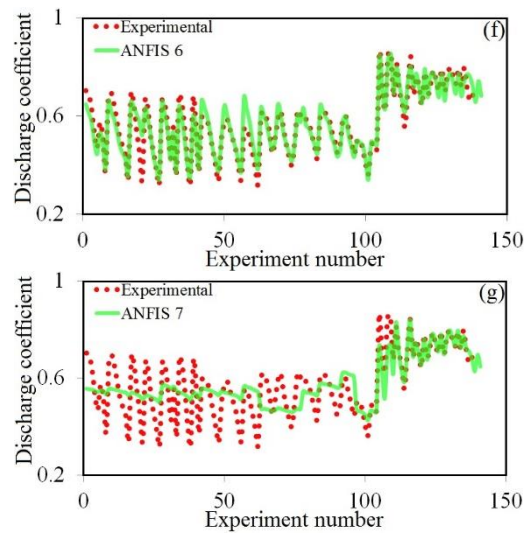 1
(f)
Experimental
ANFIS 6
Discharge coefficient
0.6
0.2
0
50
100
150
Experiment number
1
(g)
Experimental
ANFIS 7
Discharge coefficient
0.6
0.2
0
50
100
150
Experiment number